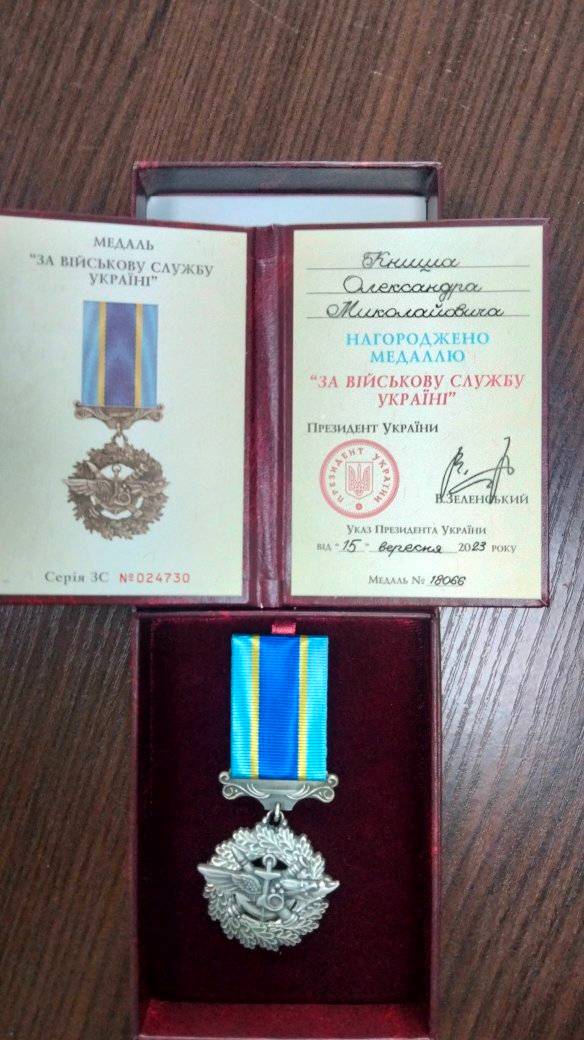 МЕДАЛЬ
"ЗА ВІЙСЬКОВУ СЛУЖБУ
УКРАЇНІ"
Серія ЗС №024730
Книша
Олександра
Миколайовича
НАГОРОДЖЕНО
МЕДАЛЛЮ
"ЗА ВІЙСЬКОВУ СЛУЖБУ
УКРАЇНІ"
ПРЕЗИДЕНТ УКРАЇНИ
ПРЕЗИДЕНТ УКРАЇНИ
В.ЗЕЛЕНСЬКИЙ
УКАЗ ПРЕЗИДЕНТА УКРАЇНИ
ВІД "15" вересня 2023 РОКУ
МЕДАЛЬ № 18066